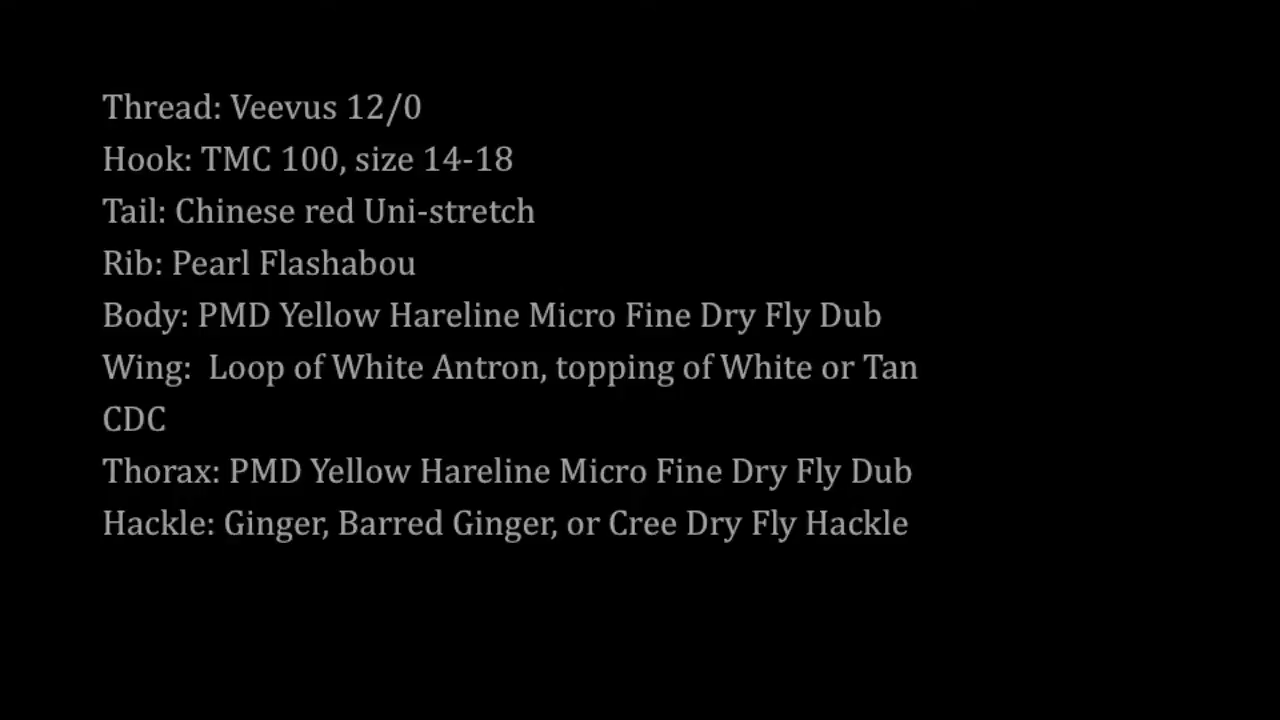 Thread: Veevus 12/0
Hook: TMC 100, size 14-18
Tail: Chinese red Uni-stretch
Rib: Pearl Flashabou
Body: PMD Yellow Hareline Micro Fine Dry Fly Dub
Wing:  Loop of White Antron, topping of White or Tan
CDC
Thorax: PMD Yellow Hareline Micro Fine Dry Fly Dub
Hackle: Ginger, Barred Ginger, or Cree Dry Fly Hackle